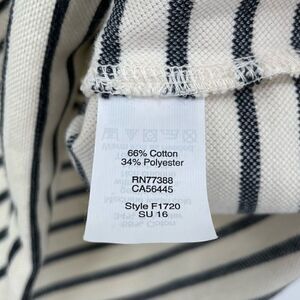 66% Cotton
34% Polyester
RN77388
CA56445
Style F1720
SU 16